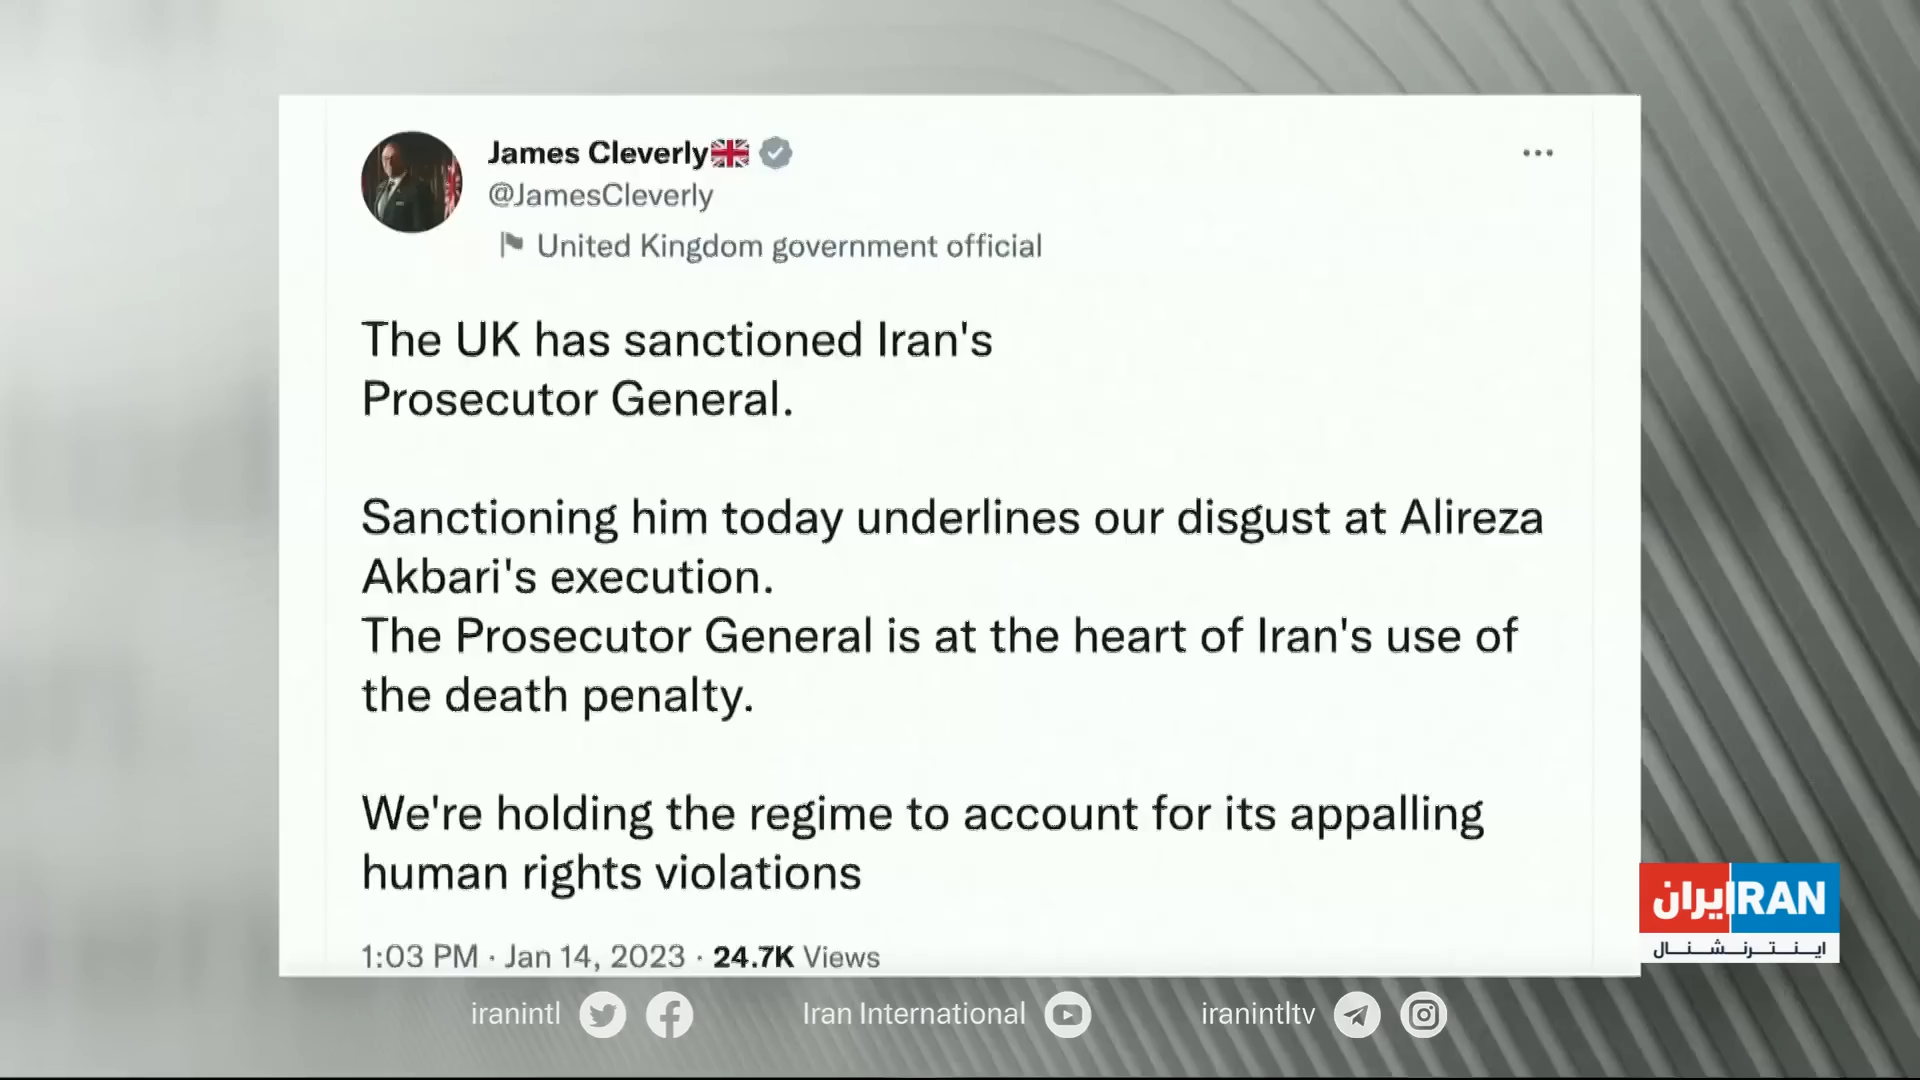 James Cleverly🇬🇧
@JamesCleverly
United Kingdom government official
The UK has sanctioned Iran's
Prosecutor General.
Sanctioning him today underlines our disgust at Alireza
Akbari's execution.
The Prosecutor General is at the heart of Iran's use of
the death penalty.
We're holding the regime to account for its appalling
human rights violations
1:03 PM · Jan 14, 2023 · 24.7K Views
ایران IRAN
اینترنشنال
iranintl
Iran International
iranintltv